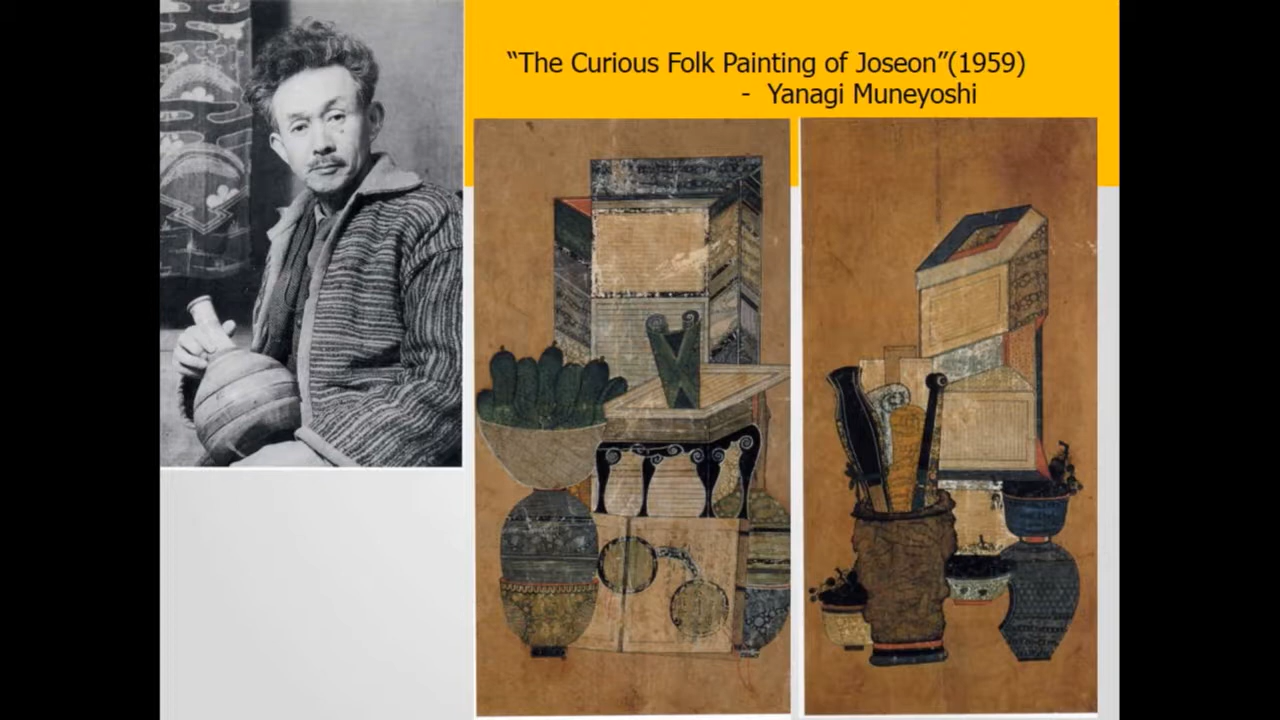 “The Curious Folk Painting of Joseon”(1959)
- Yanagi Muneyoshi